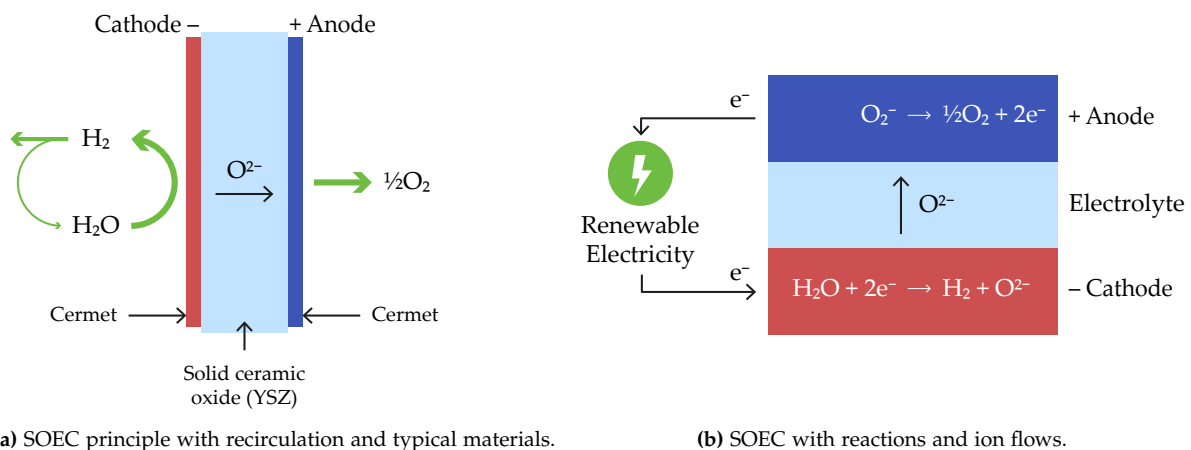 Cathode – + Anode
H₂
O²⁻
½O₂
H₂O
Cermet
Cermet
Solid ceramic
oxide (YSZ)
a) SOEC principle with recirculation and typical materials.
e⁻
O₂⁻ → ½O₂ + 2e⁻
+ Anode
Renewable
Electricity
O²⁻
Electrolyte
e⁻
H₂O + 2e⁻ → H₂ + O²⁻
– Cathode
(b) SOEC with reactions and ion flows.